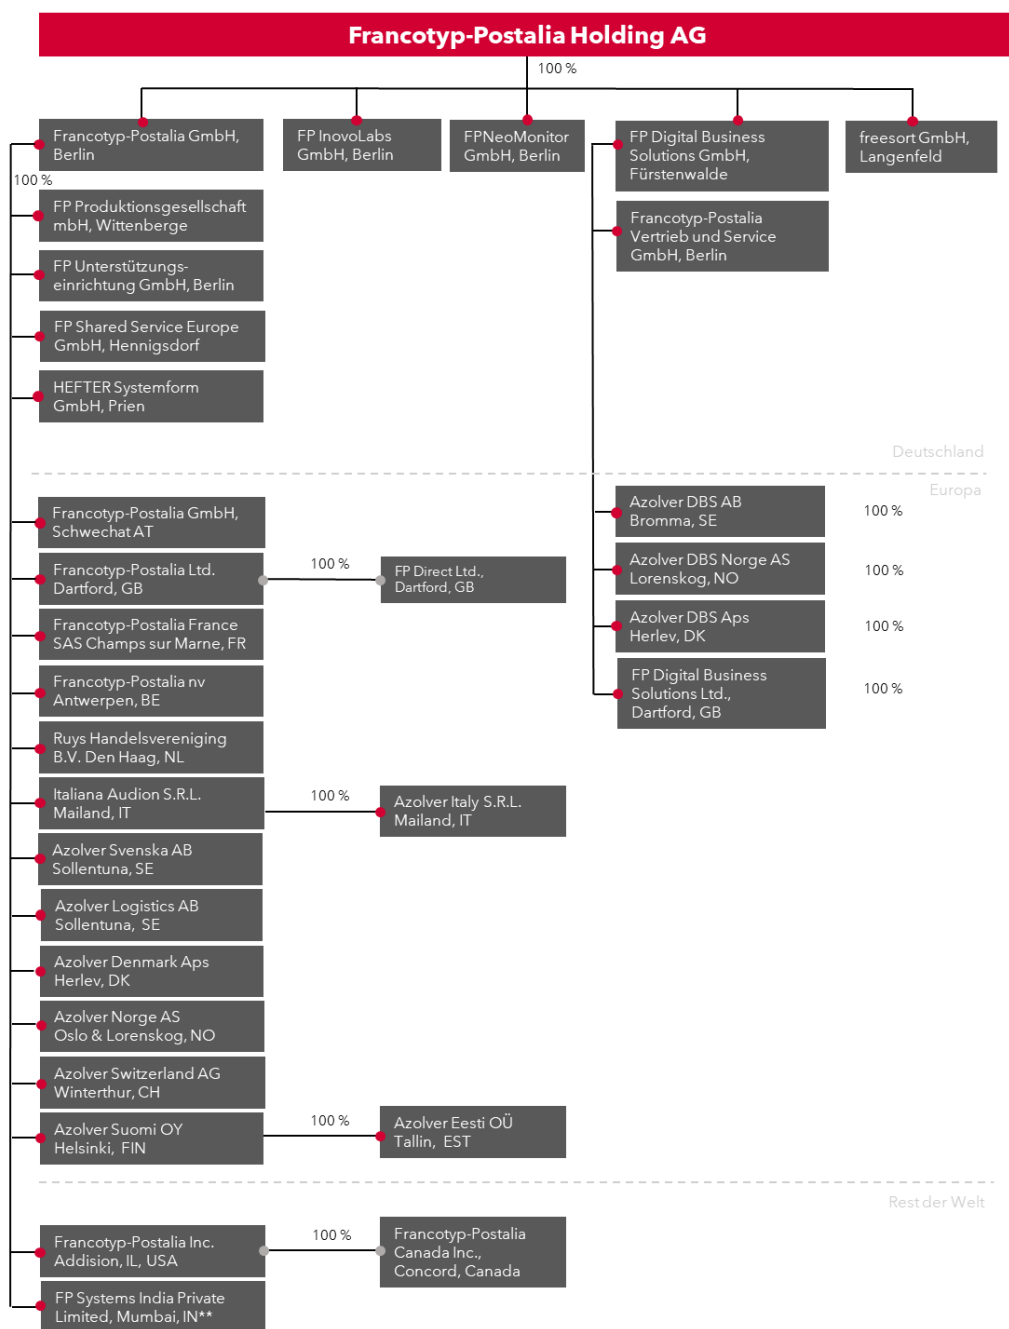 Francotyp-Postalia Holding AG
100 %
Francotyp-Postalia GmbH,
Berlin
FP InovoLabs
GmbH, Berlin
FPNeoMonitor
GmbH, Berlin
FP Digital Business
Solutions GmbH,
Fürstenwalde
freesort GmbH,
Langenfeld
100 %
FP Produktionsgesellschaft
mbH, Wittenberge
Francotyp-Postalia
Vertrieb und Service
GmbH, Berlin
FP Unterstützungs-
einrichtung GmbH, Berlin
FP Shared Service Europe
GmbH, Hennigsdorf
HEFTER Systemform
GmbH, Prien
Deutschland
Europa
Francotyp-Postalia GmbH,
Schwechat AT
Azolver DBS AB
Bromma, SE
100 %
Francotyp-Postalia Ltd.
Dartford, GB
100 %
FP Direct Ltd.,
Dartford, GB
Azolver DBS Norge AS
Lorenskog, NO
100 %
Francotyp-Postalia France
SAS Champs sur Marne, FR
Azolver DBS Aps
Herlev, DK
100 %
Francotyp-Postalia nv
Antwerpen, BE
FP Digital Business
Solutions Ltd.,
Dartford, GB
100 %
Ruys Handelsvereniging
B.V. Den Haag, NL
Italiana Audion S.R.L.
Mailand, IT
100 %
Azolver Italy S.R.L.
Mailand, IT
Azolver Svenska AB
Sollentuna, SE
Azolver Logistics AB
Sollentuna, SE
Azolver Denmark Aps
Herlev, DK
Azolver Norge AS
Oslo & Lorenskog, NO
Azolver Switzerland AG
Winterthur, CH
Azolver Suomi OY
Helsinki, FIN
100 %
Azolver Eesti OÜ
Tallin, EST
Rest der Welt
Francotyp-Postalia Inc.
Addision, IL, USA
100 %
Francotyp-Postalia
Canada Inc.,
Concord, Canada
FP Systems India Private
Limited, Mumbai, IN**